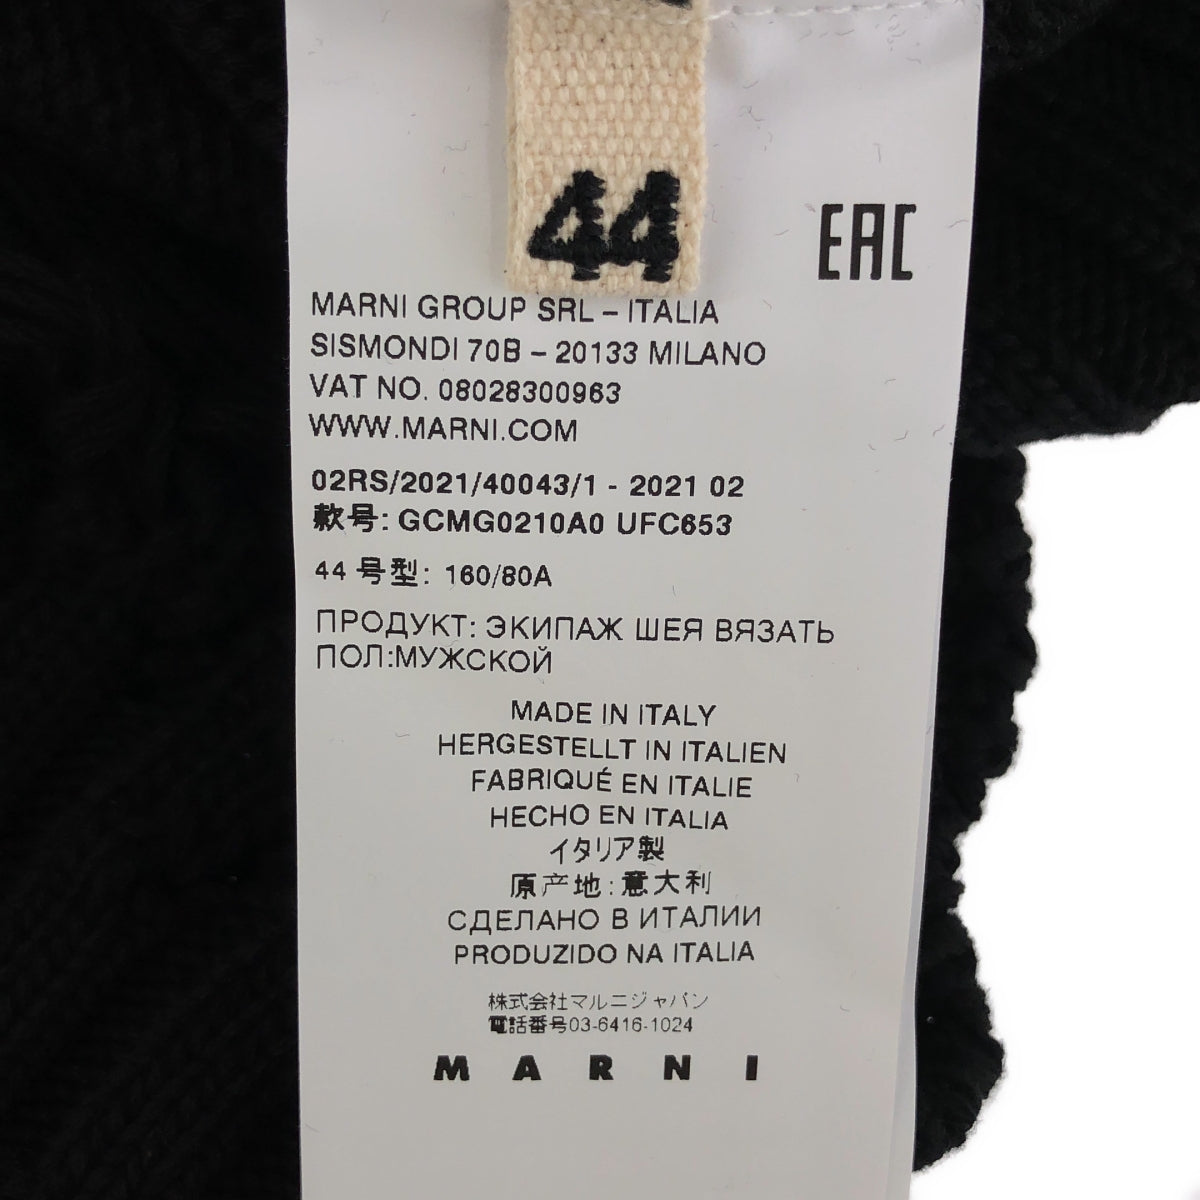 44
EAC
MARNI GROUP SRL – ITALIA
SISMONDI 70B – 20133 MILANO
VAT NO. 08028300963
WWW.MARNI.COM
02RS/2021/40043/1 - 2021 02
款号: GCMG0210A0 UFC653
44 号型: 160/80A
ПРОДУКТ: ЭКИПАЖ ШЕЯ ВЯЗАТЬ
ПОЛ:МУЖСКОЙ
MADE IN ITALY
HERGESTELLT IN ITALIEN
FABRIQUÉ EN ITALIE
HECHO EN ITALIA
イタリア製
原产地: 意大利
СДЕЛАНО В ИТАЛИИ
PRODUZIDO NA ITALIA
株式会社マルニジャパン
電話番号03-6416-1024
MARNI